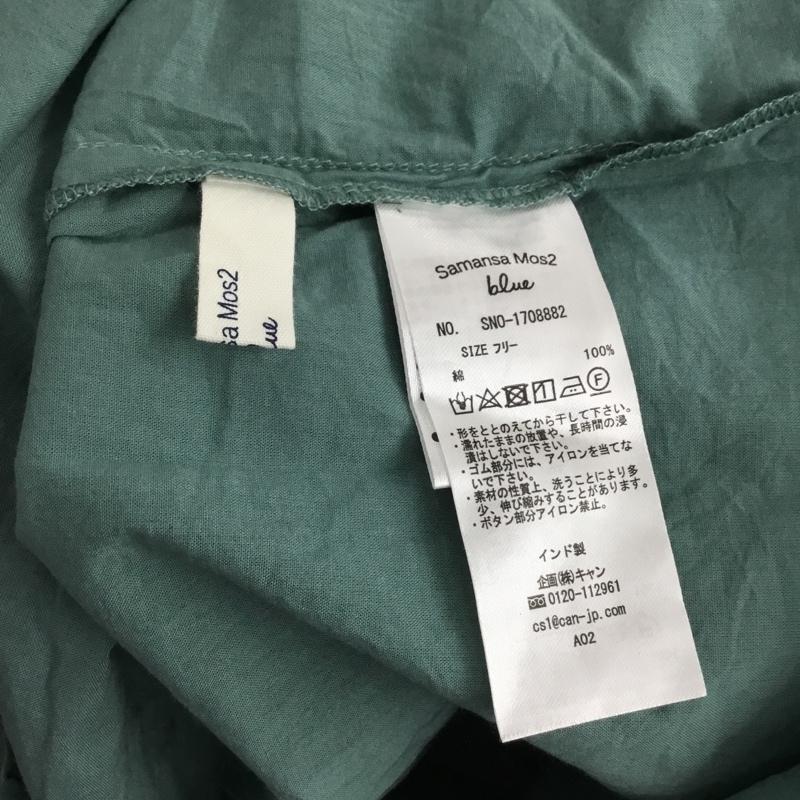 sa Mos2
ue
Samansa Mos2
blue
NO. SNO-1708882
SIZE フリー
綿 100%
・形をととのえてから干して下さい。
・濡れたままの放置や、長時間の浸
漬はしないで下さい。
・ゴム部分には、アイロンを当てな
いで下さい。
・素材の性質上、洗うことにより多
少、伸び縮みすることがあります。
・ボタン部分アイロン禁止。
インド製
企画(株)キャン
0120-112961
cs1@can-jp.com
A02